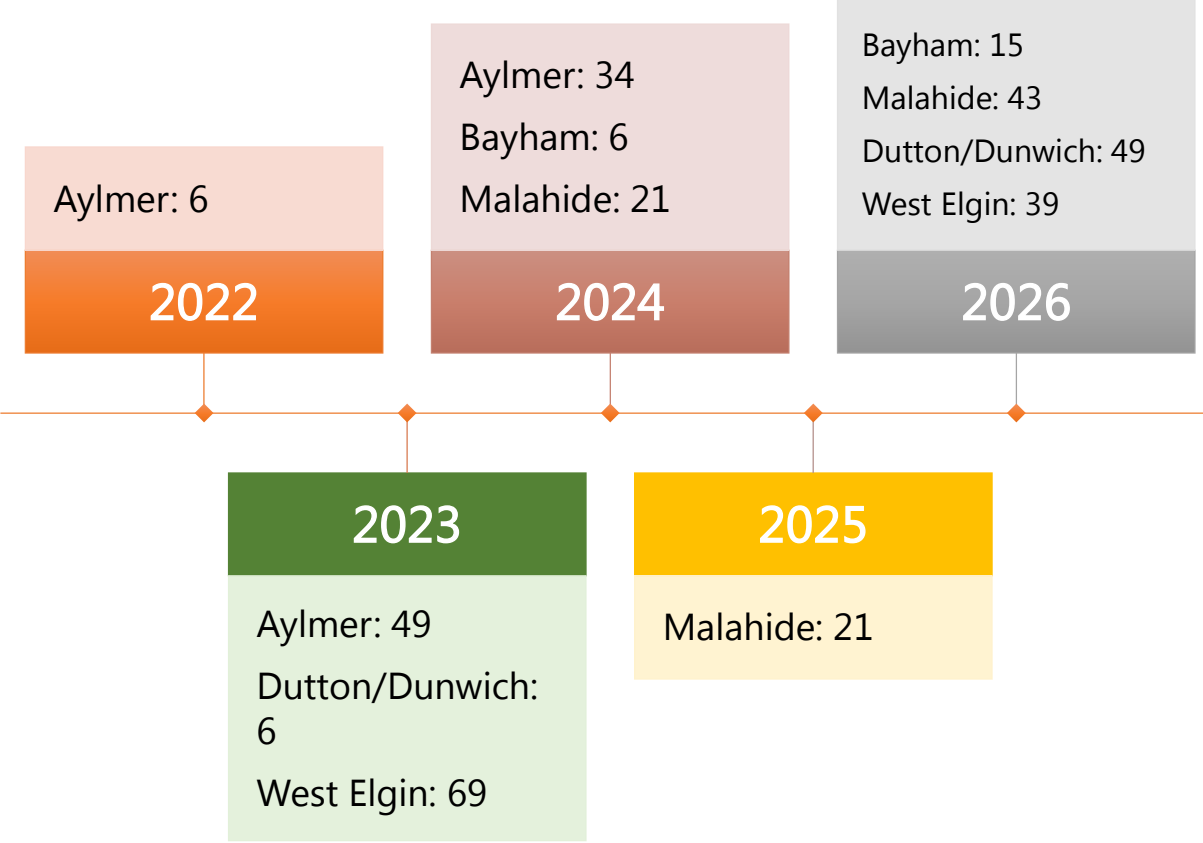 Aylmer: 6
2022
2023
Aylmer: 49
Dutton/Dunwich:
6
West Elgin: 69
Aylmer: 34
Bayham: 6
Malahide: 21
2024
2025
Malahide: 21
Bayham: 15
Malahide: 43
Dutton/Dunwich: 49
West Elgin: 39
2026